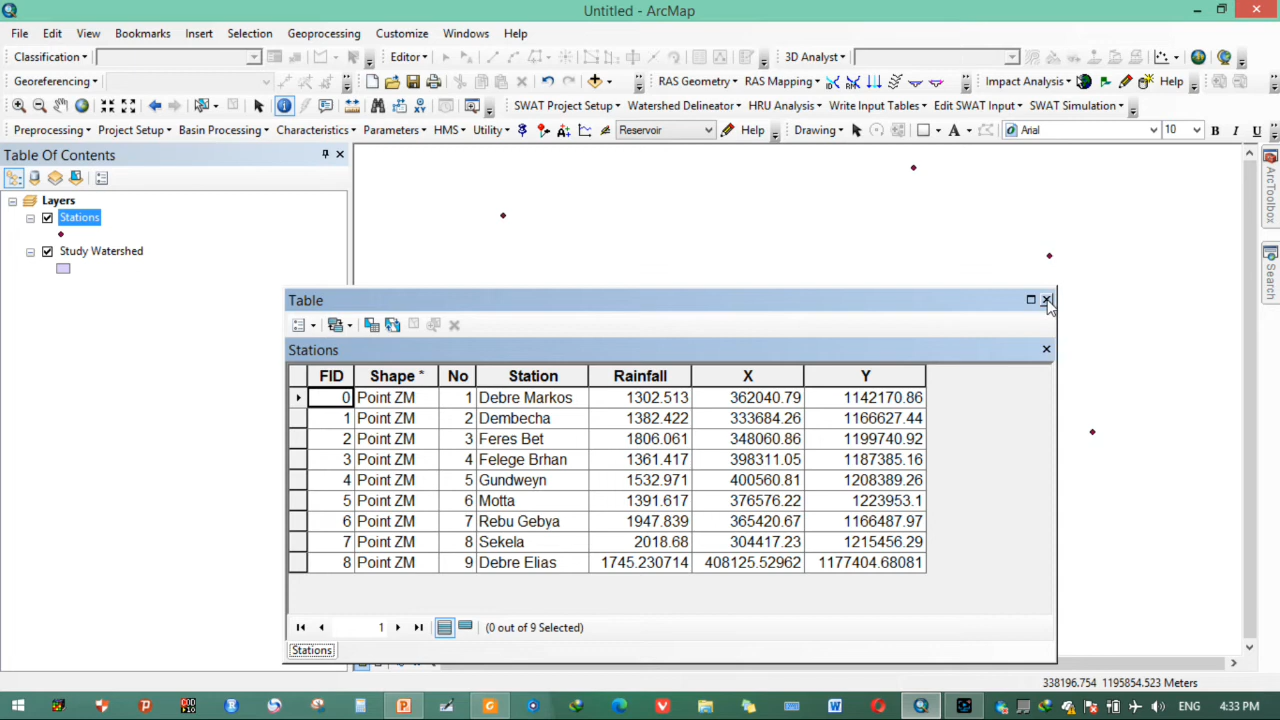 Untitled - ArcMap
File Edit View Bookmarks Insert Selection Geoprocessing Customize Windows Help
Classification Editor 3D Analyst
Georeferencing RAS Geometry RAS Mapping Impact Analysis Help
SWAT Project Setup Watershed Delineator HRU Analysis Write Input Tables Edit SWAT Input SWAT Simulation
Preprocessing Project Setup Basin Processing Characteristics Parameters HMS Utility Reservoir Help Drawing A Arial 10 B I U
Table Of Contents
Layers
Stations
Study Watershed
ArcToolbox
Search
Table
Stations
FID Shape * No Station Rainfall X Y
0 Point ZM 1 Debre Markos 1302.513 362040.79 1142170.86
1 Point ZM 2 Dembecha 1382.422 333684.26 1166627.44
2 Point ZM 3 Feres Bet 1806.061 348060.86 1199740.92
3 Point ZM 4 Felege Brhan 1361.417 398311.05 1187385.16
4 Point ZM 5 Gundweyn 1532.971 400560.81 1208389.26
5 Point ZM 6 Motta 1391.617 376576.22 1223953.1
6 Point ZM 7 Rebu Gebya 1947.839 365420.67 1166487.97
7 Point ZM 8 Sekela 2018.68 304417.23 1215456.29
8 Point ZM 9 Debre Elias 1745.230714 408125.52962 1177404.68081
1 (0 out of 9 Selected)
Stations
338196.754 1195854.523 Meters
4:33 PM